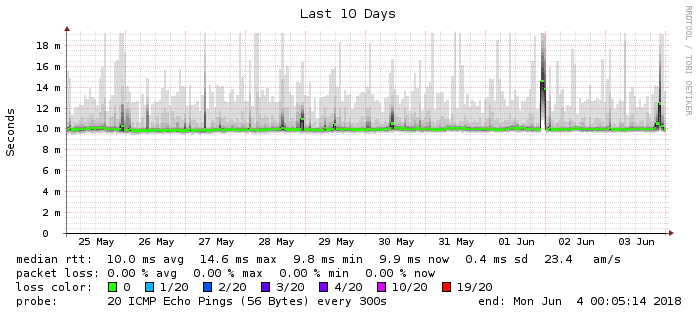 Last 10 Days
RRDTOOL / TOBI OETIKER
Seconds
18 m
16 m
14 m
12 m
10 m
8 m
6 m
4 m
2 m
0
25 May 26 May 27 May 28 May 29 May 30 May 31 May 01 Jun 02 Jun 03 Jun
median rtt: 10.0 ms avg 14.6 ms max 9.8 ms min 9.9 ms now 0.4 ms sd 23.4 am/s
packet loss: 0.00 % avg 0.00 % max 0.00 % min 0.00 % now
loss color: 0 1/20 2/20 3/20 4/20 10/20 19/20
probe: 20 ICMP Echo Pings (56 Bytes) every 300s end: Mon Jun 4 00:05:14 2018